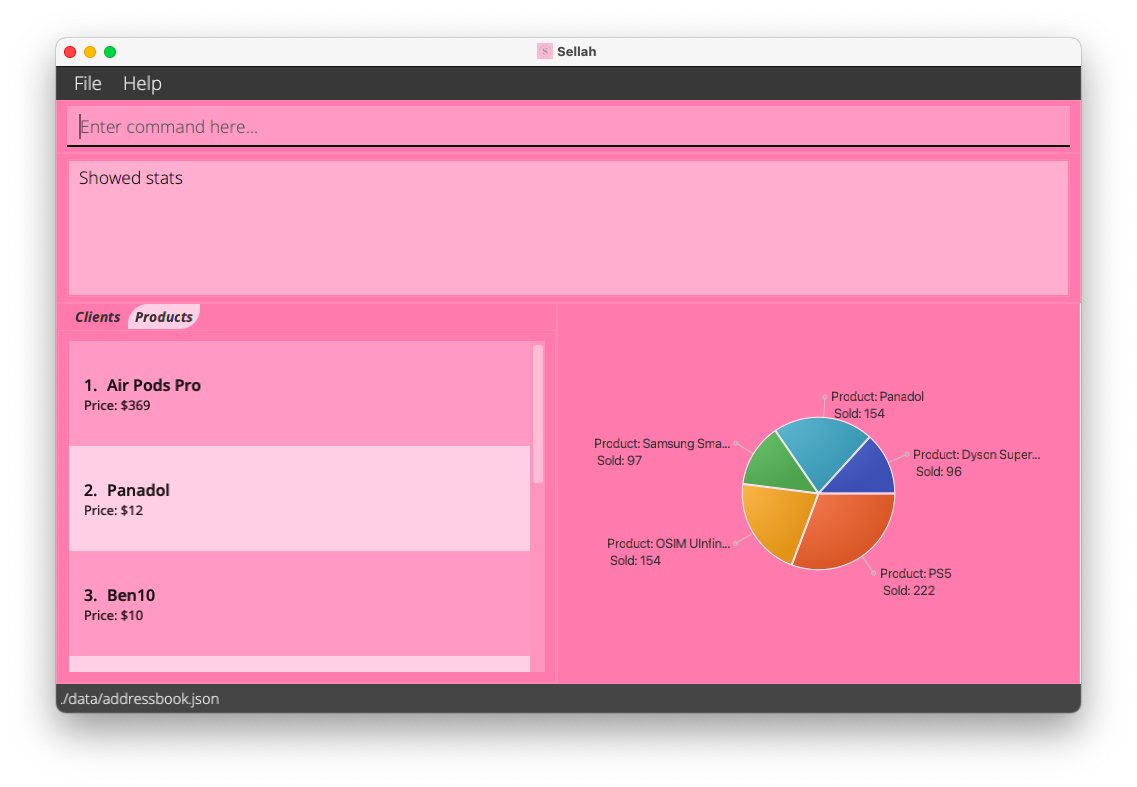 Sellah
File Help
Enter command here...
Showed stats
Clients Products
1. Air Pods Pro
Price: $369
2. Panadol
Price: $12
3. Ben10
Price: $10
Product: Panadol
Sold: 154
Product: Samsung Sma...
Sold: 97
Product: Dyson Super...
Sold: 96
Product: OSIM UInfin...
Sold: 154
Product: PS5
Sold: 222
./data/addressbook.json